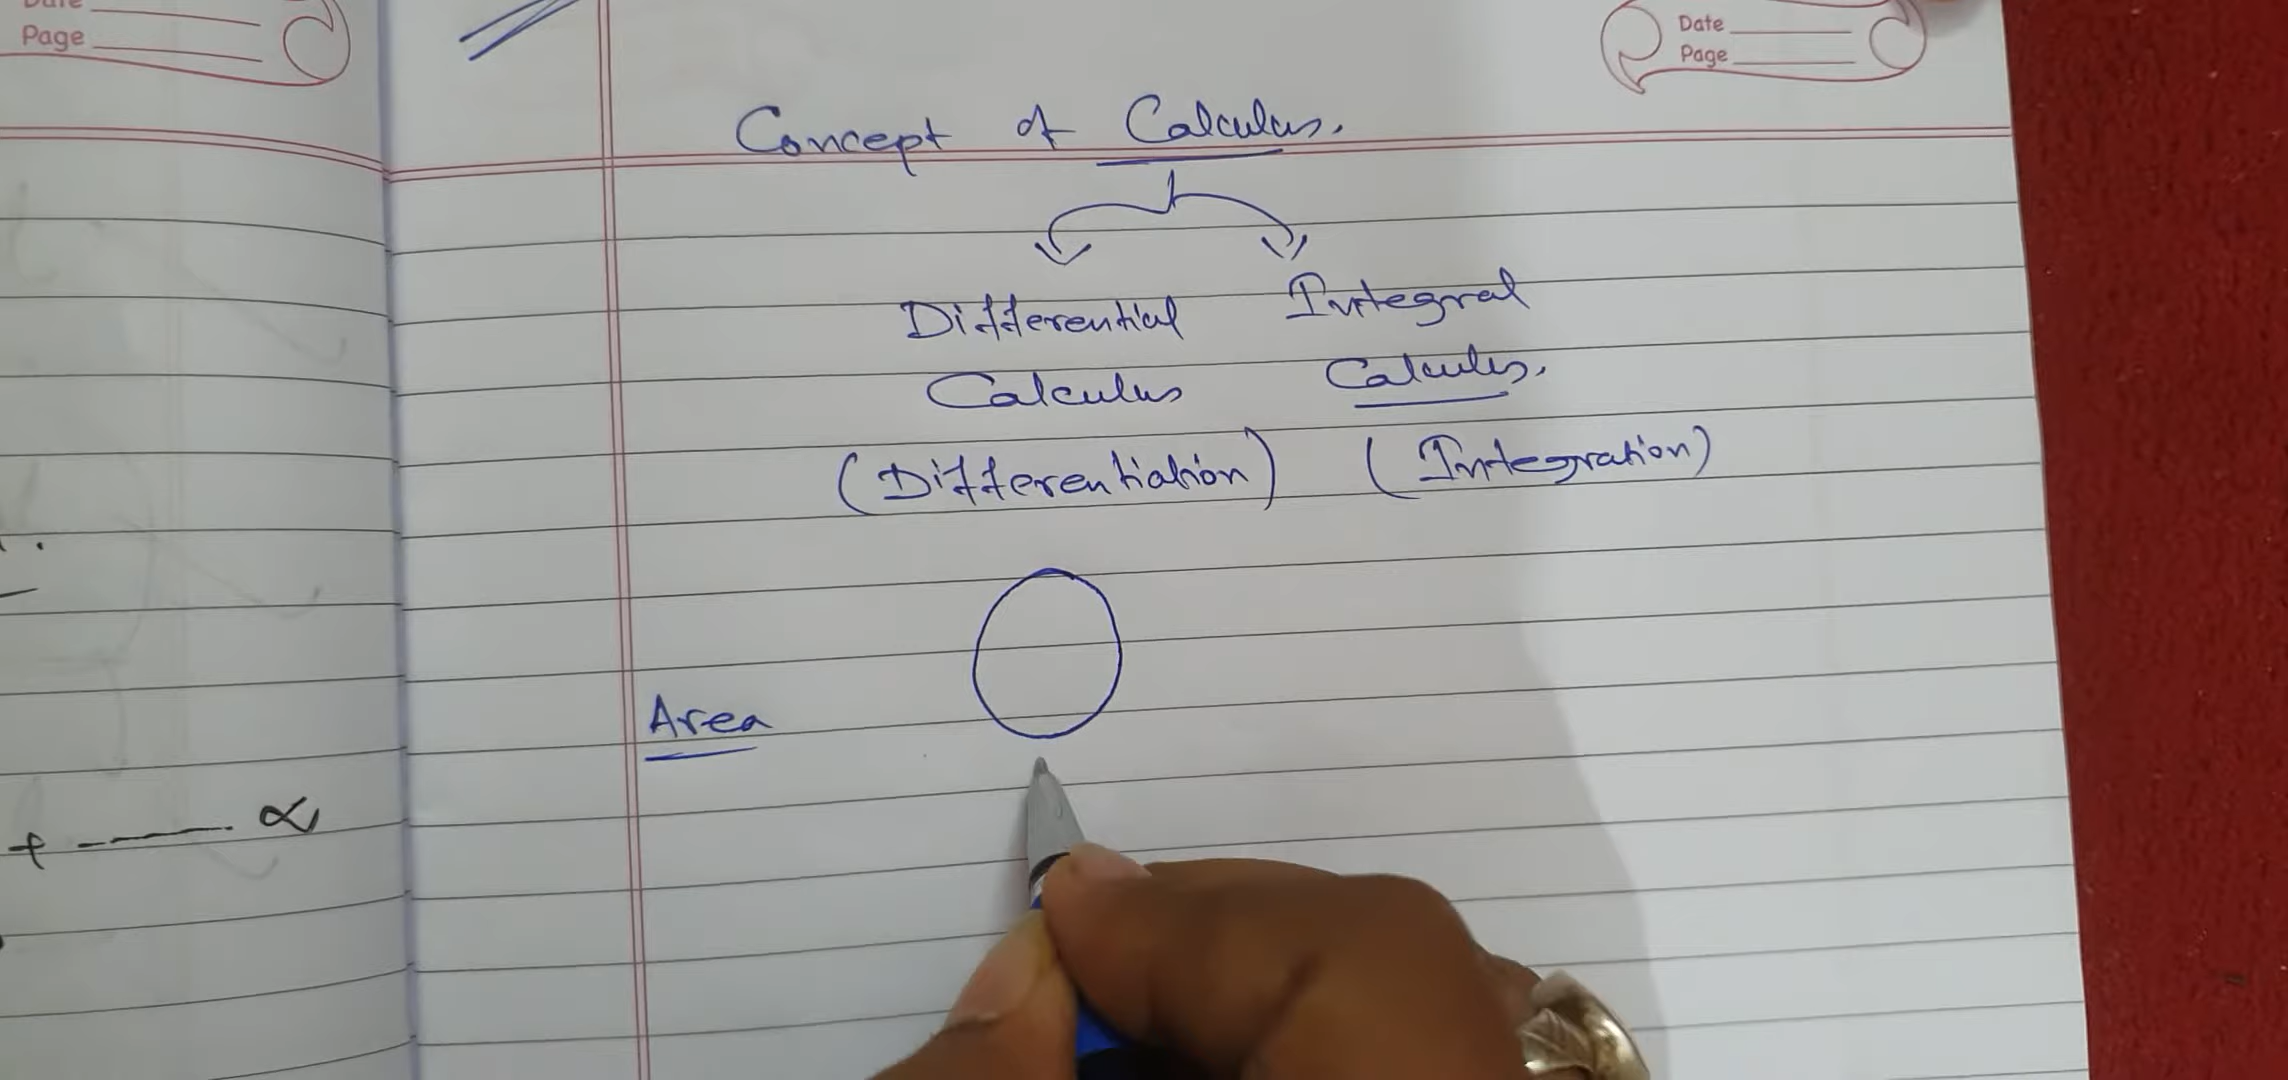 Date
Page
Date
Page
Concept of Calculus.
Differential Integral
Calculus Calculus.
(Differentiation) (Integration)
Area
+ ——— ∝